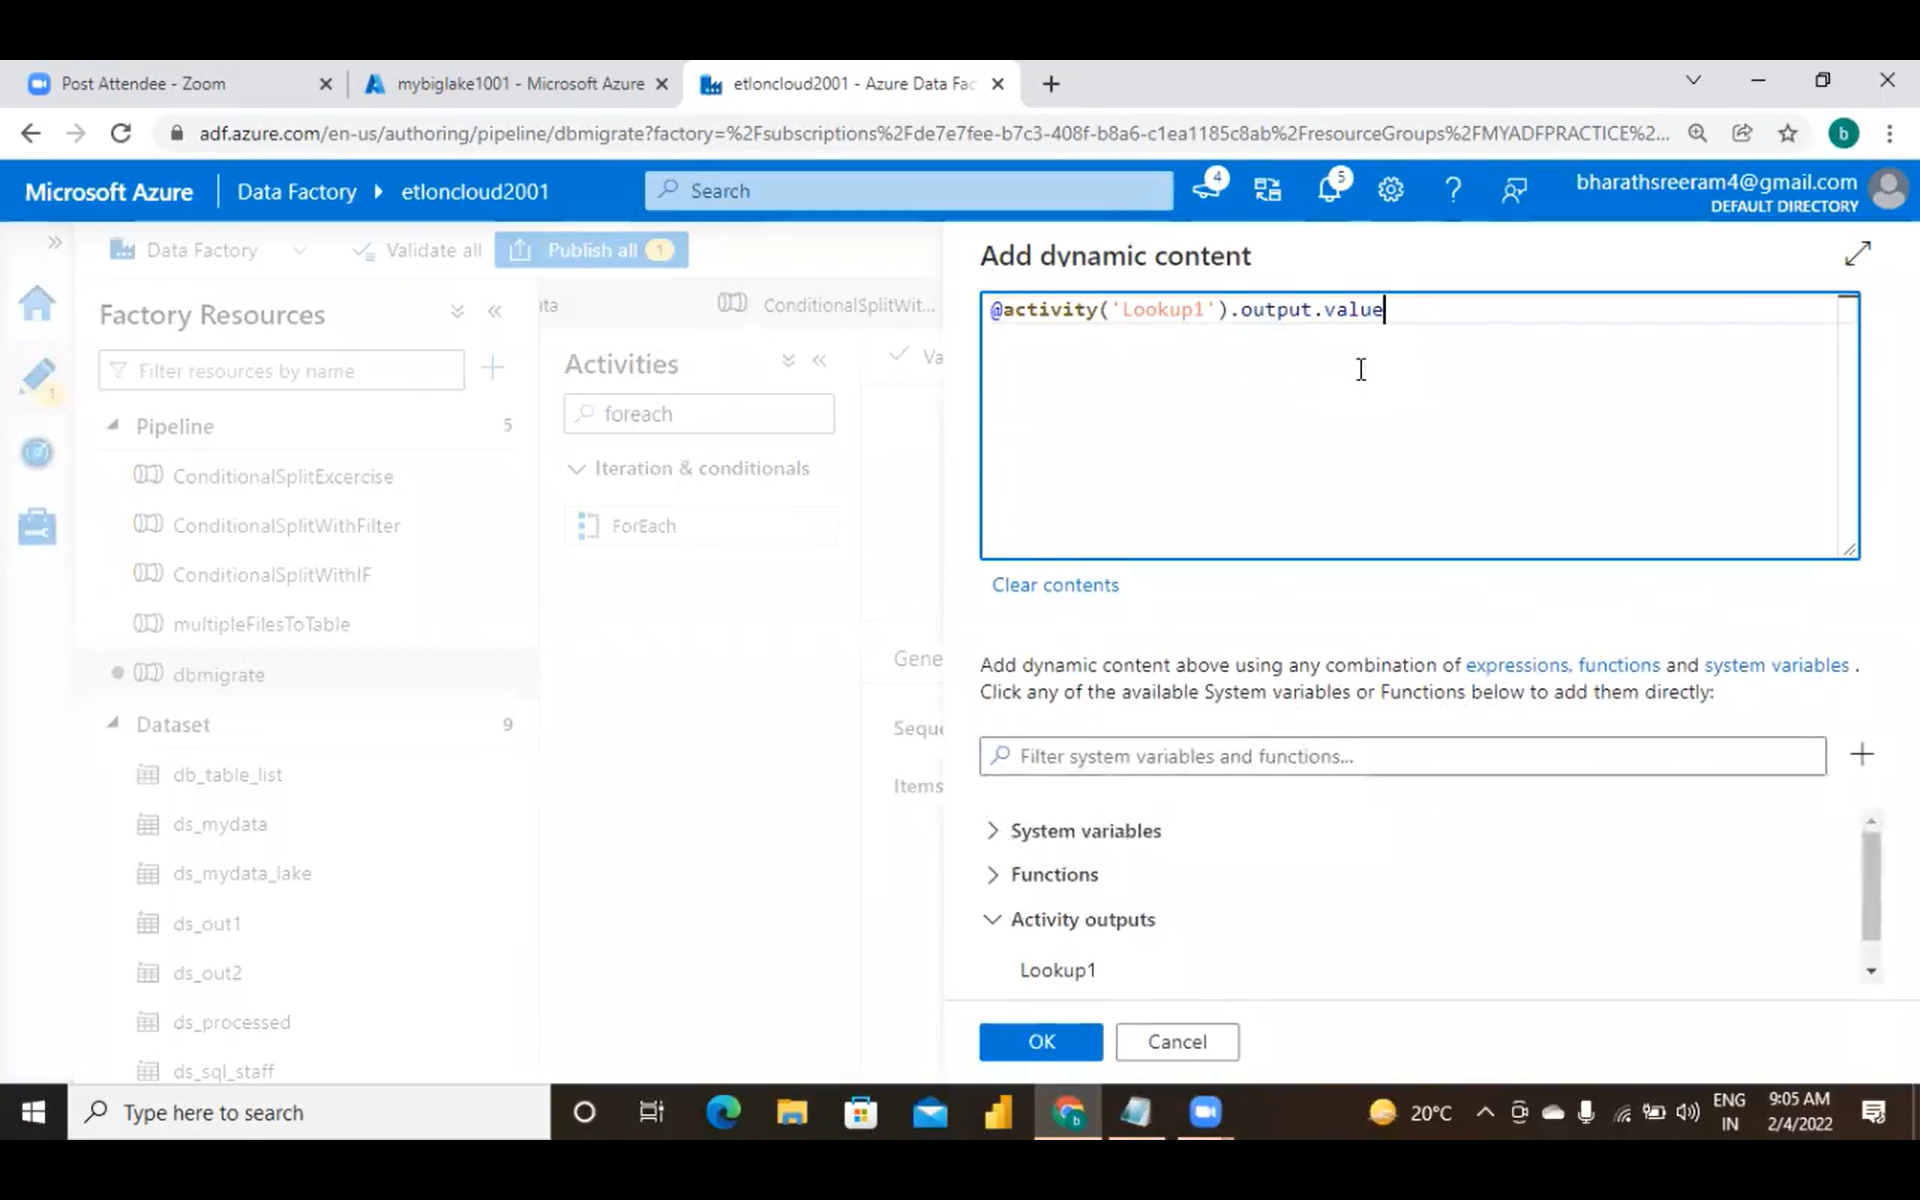 Post Attendee - Zoom
mybiglake1001 - Microsoft Azure
etloncloud2001 - Azure Data Fac
adf.azure.com/en-us/authoring/pipeline/dbmigrate?factory=%2Fsubscriptions%2Fde7e7fee-b7c3-408f-b8a6-c1ea1185c8ab%2FresourceGroups%2FMYADFPRACTICE%2...
b
Microsoft Azure
Data Factory
etloncloud2001
Search
4
5
bharathsreeram4@gmail.com
DEFAULT DIRECTORY
Data Factory
Validate all
Publish all
1
Factory Resources
Filter resources by name
1
Pipeline
5
ConditionalSplitExcercise
ConditionalSplitWithFilter
ConditionalSplitWithIF
multipleFilesToTable
dbmigrate
Dataset
9
db_table_list
ds_mydata
ds_mydata_lake
ds_out1
ds_out2
ds_processed
ds_sql_staff
ata
ConditionalSplitWit...
Activities
foreach
Iteration & conditionals
ForEach
Va
Gene
Seque
Items
Add dynamic content
@activity('Lookup1').output.value
Clear contents
Add dynamic content above using any combination of expressions, functions and system variables .
Click any of the available System variables or Functions below to add them directly:
Filter system variables and functions...
System variables
Functions
Activity outputs
Lookup1
OK
Cancel
Type here to search
20°C
ENG
IN
9:05 AM
2/4/2022